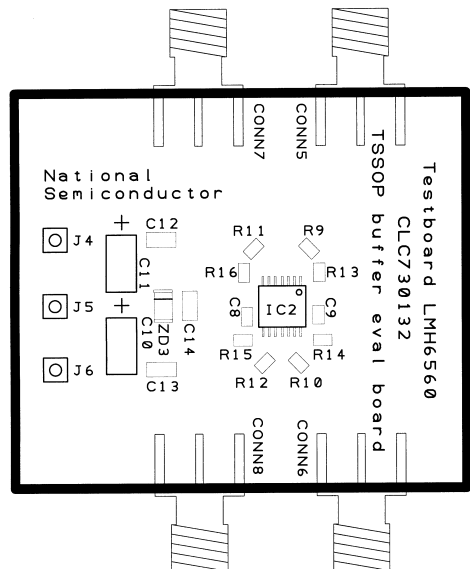 CONN7
CONN5
National
Semiconductor
Testboard LMH6560
CLC730132
TSSOP buffer eval board
J4
+
C11
C12
R11
R9
R16
R13
J5
+
C10
ZD3
C14
C8
IC2
C9
R15
R14
J6
C13
R12
R10
CONN8
CONN6